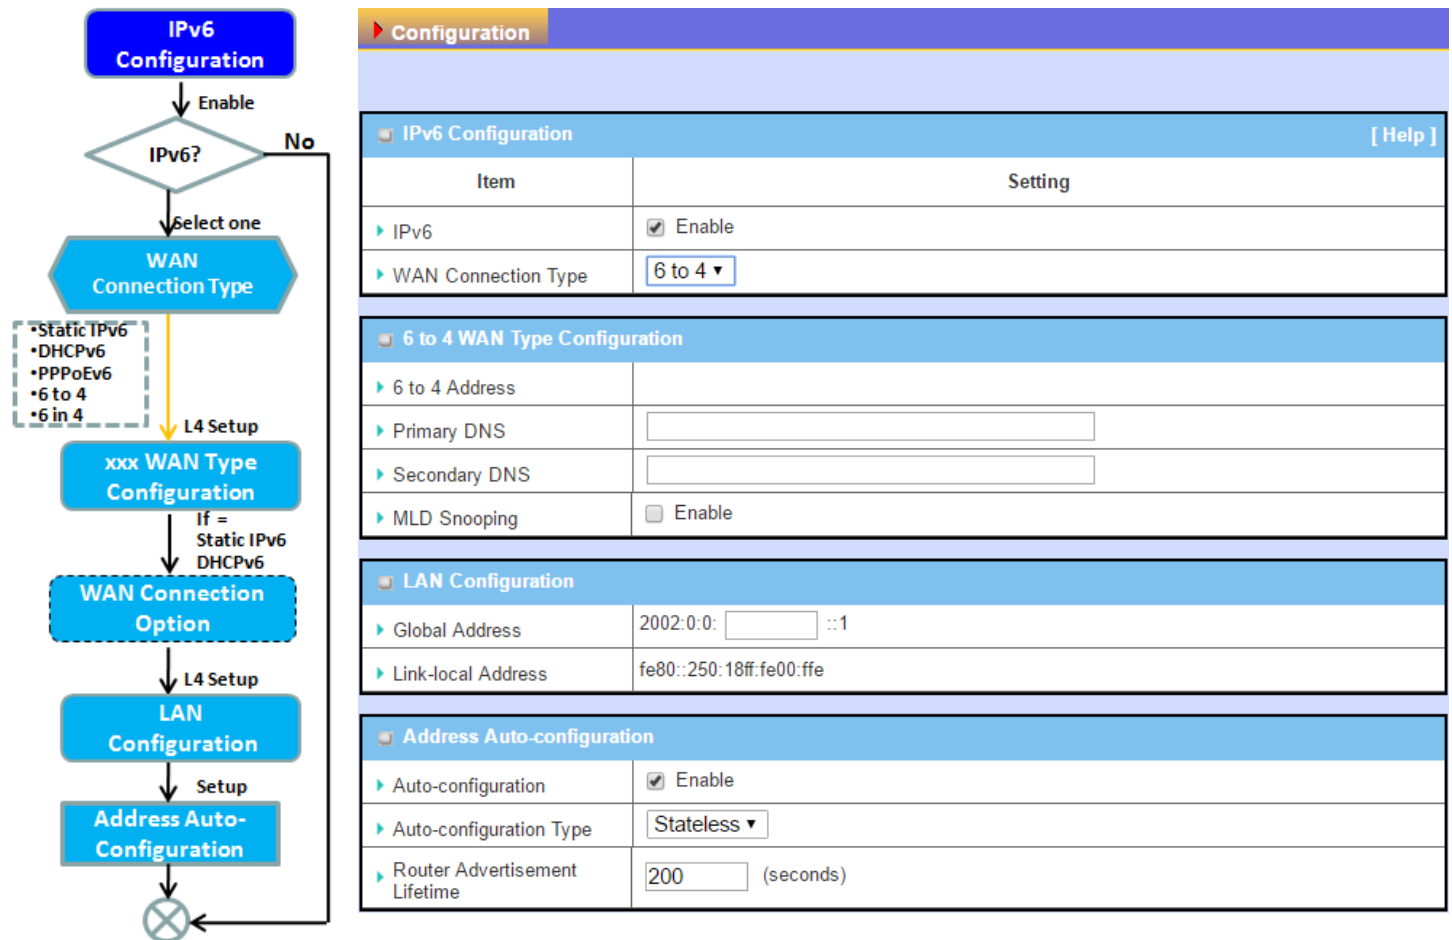 IPv6
Configuration
Enable
IPv6?
No
Select one
WAN
Connection Type
•Static IPv6
•DHCPv6
•PPPoEv6
•6 to 4
•6 in 4
L4 Setup
xxx WAN Type
Configuration
If =
Static IPv6
DHCPv6
WAN Connection
Option
L4 Setup
LAN
Configuration
Setup
Address Auto-
Configuration
Configuration
IPv6 Configuration [ Help ]
Item Setting
IPv6 Enable
WAN Connection Type 6 to 4
6 to 4 WAN Type Configuration
6 to 4 Address
Primary DNS
Secondary DNS
MLD Snooping Enable
LAN Configuration
Global Address 2002:0:0: ::1
Link-local Address fe80::250:18ff:fe00:ffe
Address Auto-configuration
Auto-configuration Enable
Auto-configuration Type Stateless
Router Advertisement
Lifetime 200 (seconds)